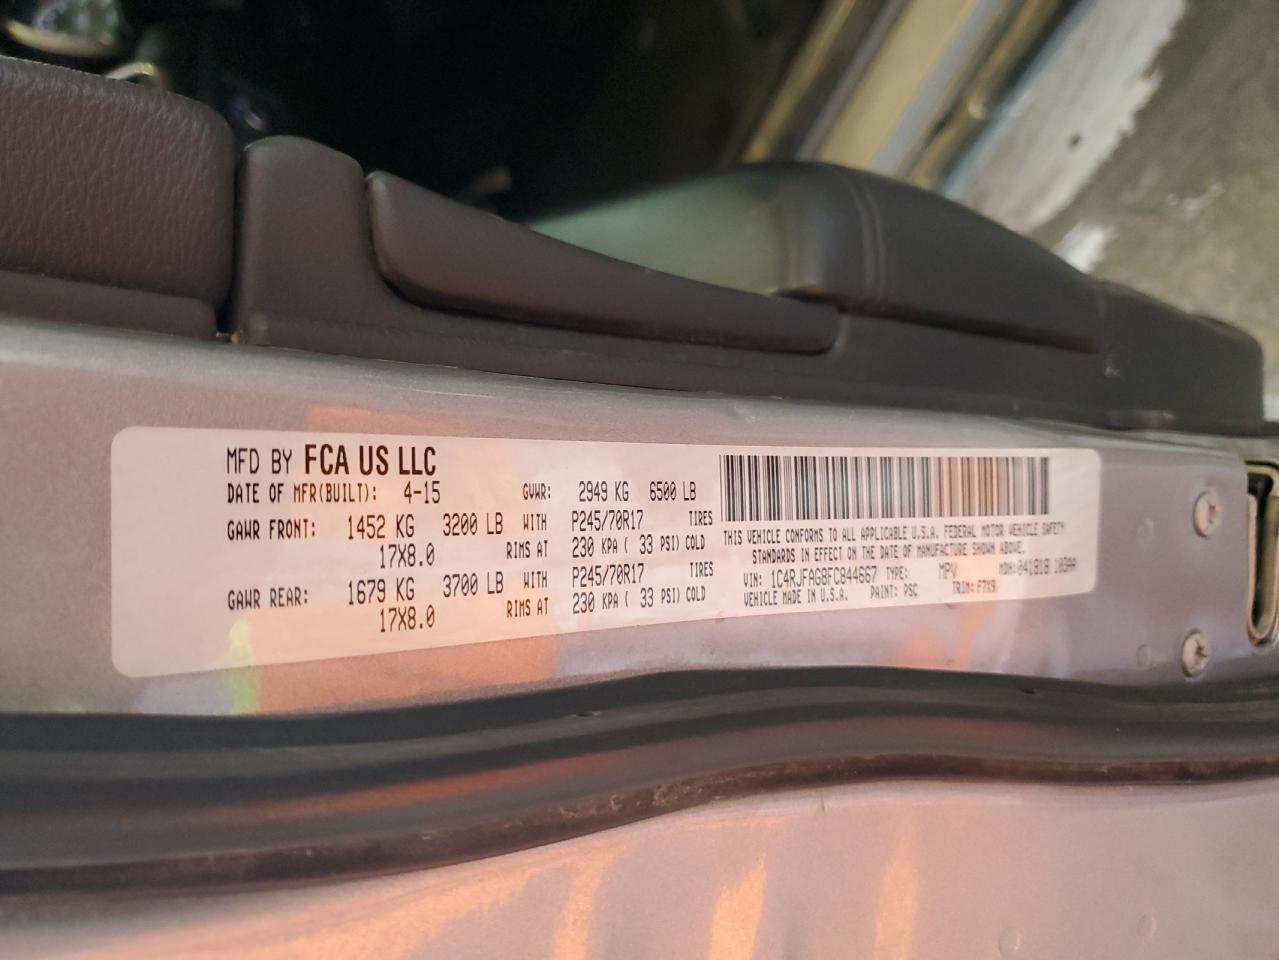 MFD BY FCA US LLC
DATE OF MFR(BUILT): 4-15 GVWR: 2949 KG 6500 LB
GAWR FRONT: 1452 KG 3200 LB WITH P245/70R17 TIRES
17X8.0 RIMS AT 230 KPA ( 33 PSI) COLD
GAWR REAR: 1679 KG 3700 LB WITH P245/70R17 TIRES
17X8.0 RIMS AT 230 KPA ( 33 PSI) COLD
THIS VEHICLE CONFORMS TO ALL APPLICABLE U.S.A. FEDERAL MOTOR VEHICLE SAFETY
STANDARDS IN EFFECT ON THE DATE OF MANUFACTURE SHOWN ABOVE.
VIN: 1C4RJFAG8FC844667 TYPE: MPV MDH:
VEHICLE MADE IN U.S.A. PAINT: PSC TRIM: